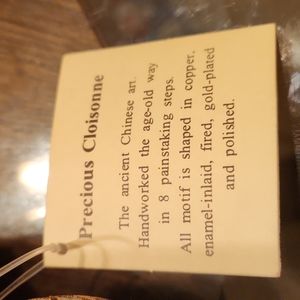 Precious Cloisonne
The ancient Chinese art.
Handworked the age-old way
in 8 painstaking steps.
All motif is shaped in copper,
enamel-inlaid, fired, gold-plated
and polished.